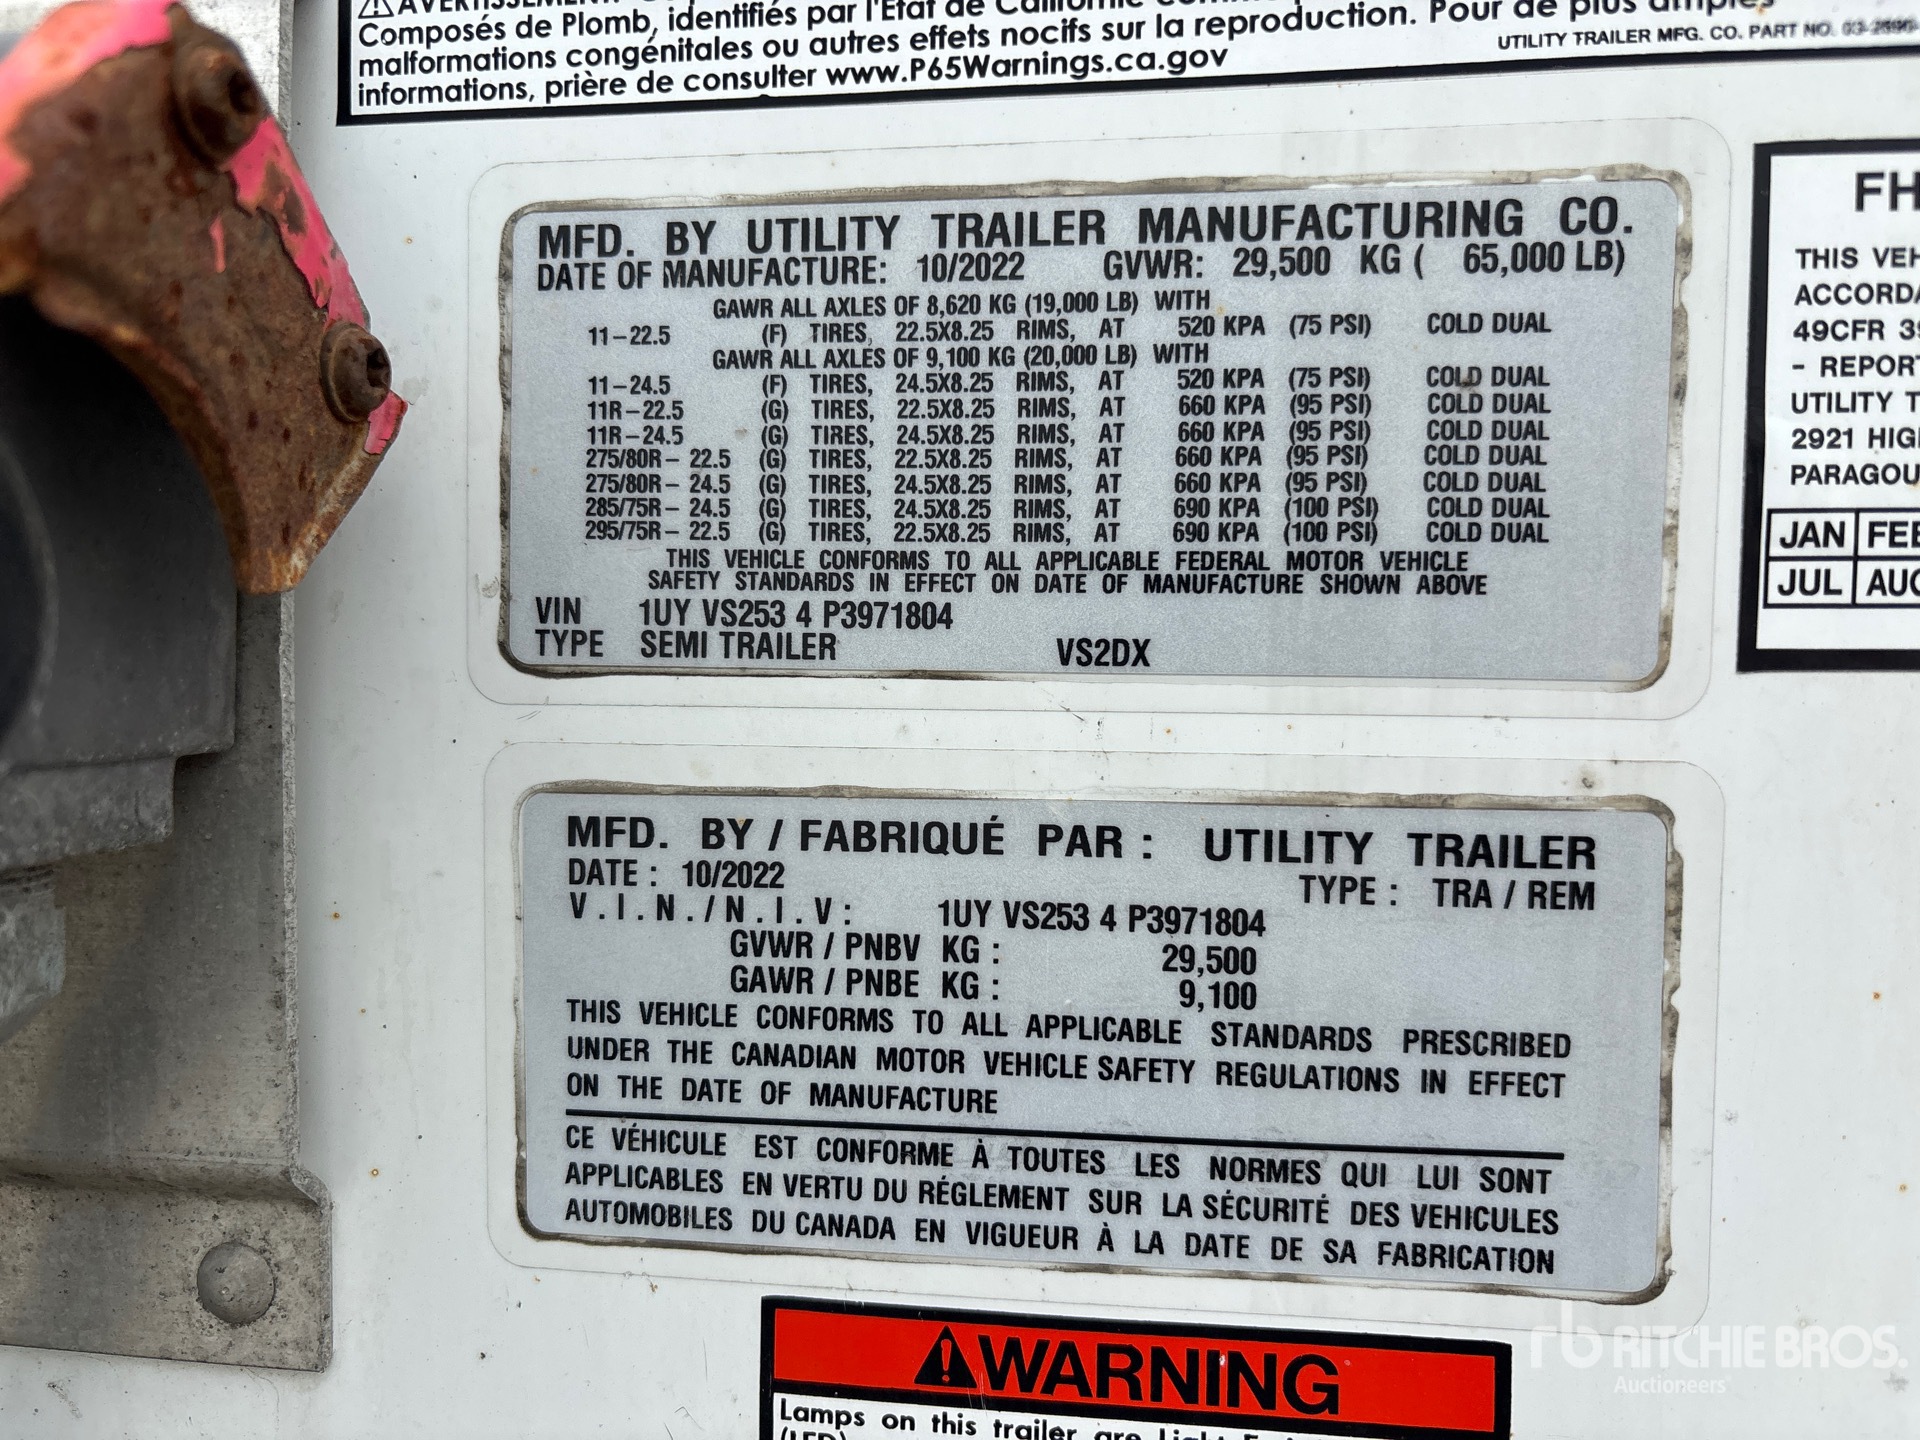 Composés de Plomb, identifiés par l'État de Californie
malformations congénitales ou autres effets nocifs sur la reproduction. Pour de plus amples
informations, prière de consulter www.P65Warnings.ca.gov
UTILITY TRAILER MFG. CO. PART NO.
MFD. BY UTILITY TRAILER MANUFACTURING CO.
DATE OF MANUFACTURE: 10/2022 GVWR: 29,500 KG ( 65,000 LB)
GAWR ALL AXLES OF 8,620 KG (19,000 LB) WITH
11-22.5 (F) TIRES, 22.5X8.25 RIMS, AT 520 KPA (75 PSI) COLD DUAL
GAWR ALL AXLES OF 9,100 KG (20,000 LB) WITH
11-24.5 (F) TIRES, 24.5X8.25 RIMS, AT 520 KPA (75 PSI) COLD DUAL
11R-22.5 (G) TIRES, 22.5X8.25 RIMS, AT 660 KPA (95 PSI) COLD DUAL
11R-24.5 (G) TIRES, 24.5X8.25 RIMS, AT 660 KPA (95 PSI) COLD DUAL
275/80R- 22.5 (G) TIRES, 22.5X8.25 RIMS, AT 660 KPA (95 PSI) COLD DUAL
275/80R- 24.5 (G) TIRES, 24.5X8.25 RIMS, AT 660 KPA (95 PSI) COLD DUAL
285/75R- 24.5 (G) TIRES, 24.5X8.25 RIMS, AT 690 KPA (100 PSI) COLD DUAL
295/75R- 22.5 (G) TIRES, 22.5X8.25 RIMS, AT 690 KPA (100 PSI) COLD DUAL
THIS VEHICLE CONFORMS TO ALL APPLICABLE FEDERAL MOTOR VEHICLE
SAFETY STANDARDS IN EFFECT ON DATE OF MANUFACTURE SHOWN ABOVE
VIN 1UY VS253 4 P3971804
TYPE SEMI TRAILER VS2DX
FH
THIS VEH
ACCORDA
49CFR 39
- REPORT
UTILITY T
2921 HIGH
PARAGOU
JAN FEB
JUL AUG
MFD. BY / FABRIQUÉ PAR : UTILITY TRAILER
DATE : 10/2022 TYPE : TRA / REM
V.I.N./N.I.V: 1UY VS253 4 P3971804
GVWR / PNBV KG : 29,500
GAWR / PNBE KG : 9,100
THIS VEHICLE CONFORMS TO ALL APPLICABLE STANDARDS PRESCRIBED
UNDER THE CANADIAN MOTOR VEHICLE SAFETY REGULATIONS IN EFFECT
ON THE DATE OF MANUFACTURE
CE VÉHICULE EST CONFORME À TOUTES LES NORMES QUI LUI SONT
APPLICABLES EN VERTU DU RÉGLEMENT SUR LA SÉCURITÉ DES VEHICULES
AUTOMOBILES DU CANADA EN VIGUEUR À LA DATE DE SA FABRICATION
WARNING
Lamps on this trailer are
rb RITCHIE BROS.
Auctioneers